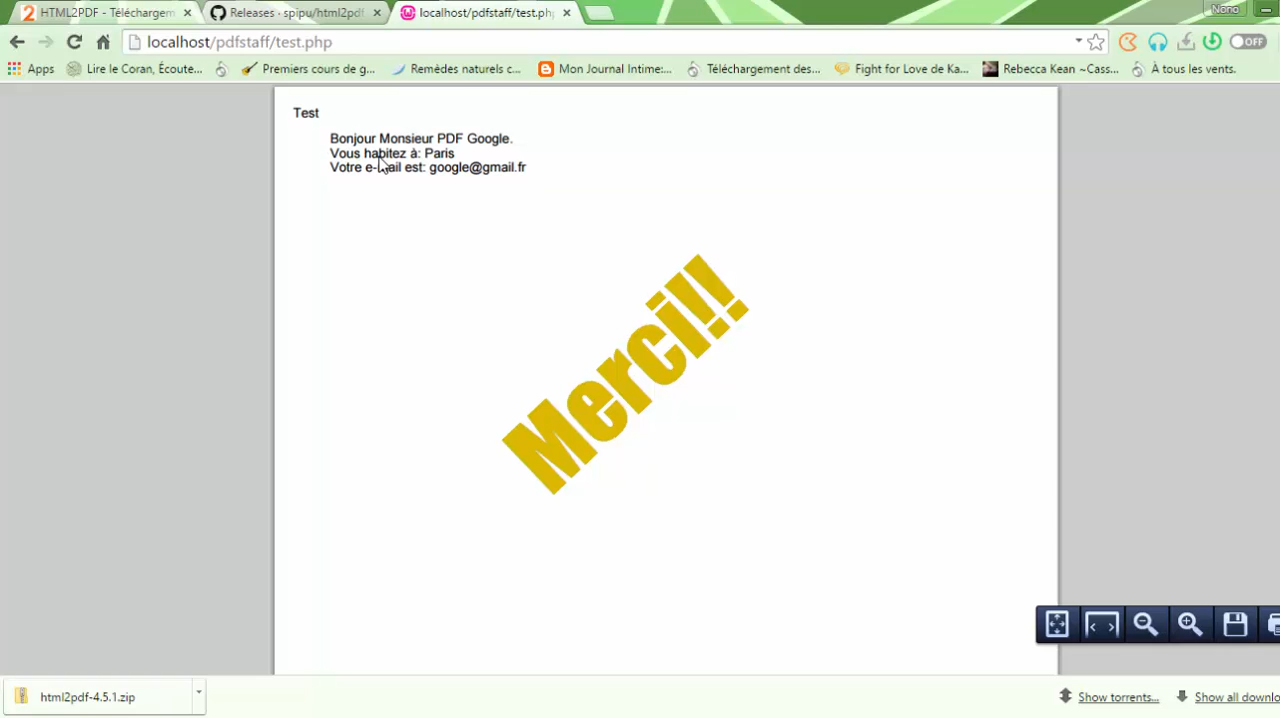 HTML2PDF - Téléchargem
Releases · spipu/html2pdf
localhost/pdfstaff/test.ph
Nono
localhost/pdfstaff/test.php
OFF
Apps
Lire le Coran, Écoute...
Premiers cours de g...
Remèdes naturels c...
Mon Journal Intime:...
Téléchargement des...
Fight for Love de Ka...
Rebecca Kean ~Cass...
À tous les vents.
Test
Bonjour Monsieur PDF Google.
Vous habitez à: Paris
Votre e-mail est: google@gmail.fr
Merci!!
html2pdf-4.5.1.zip
Show torrents...
Show all downlo